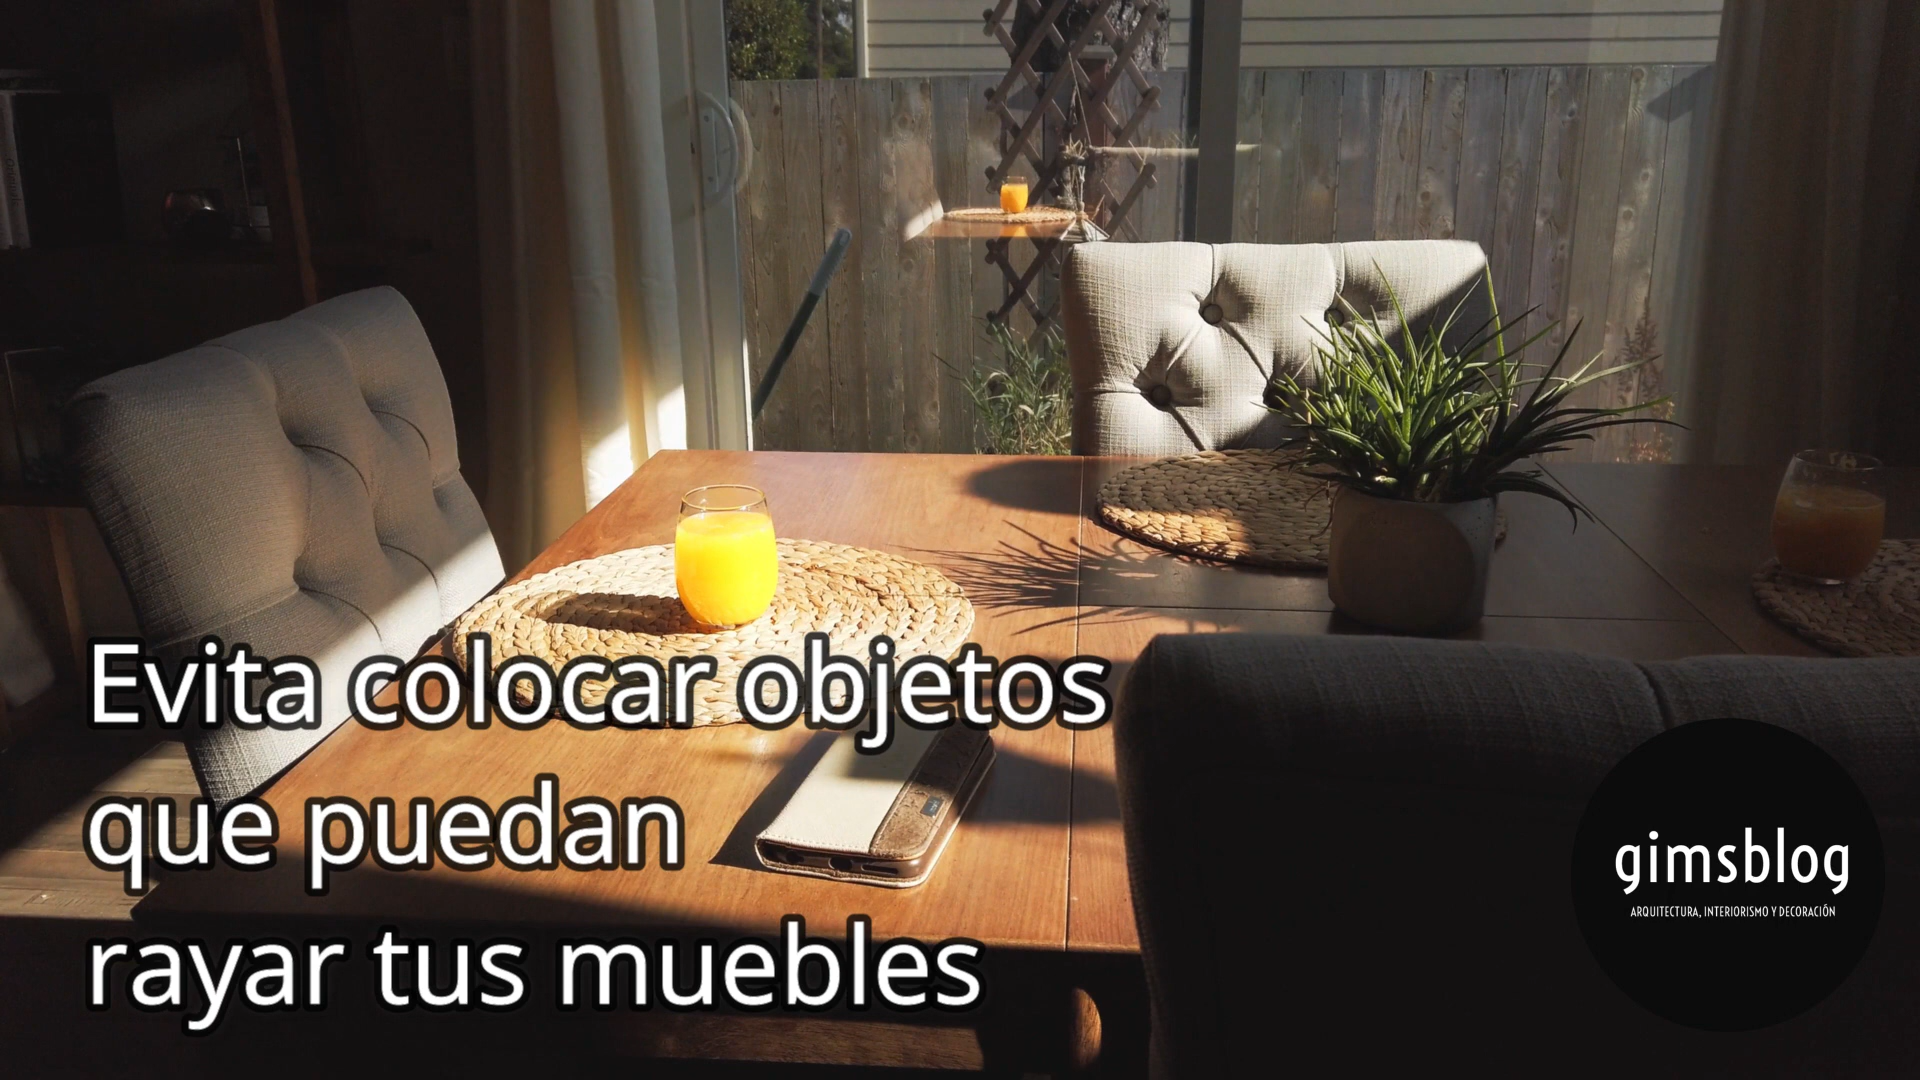 Evita colocar objetos
que puedan
rayar tus muebles
gimsblog
ARQUITECTURA, INTERIORISMO Y DECORACIÓN